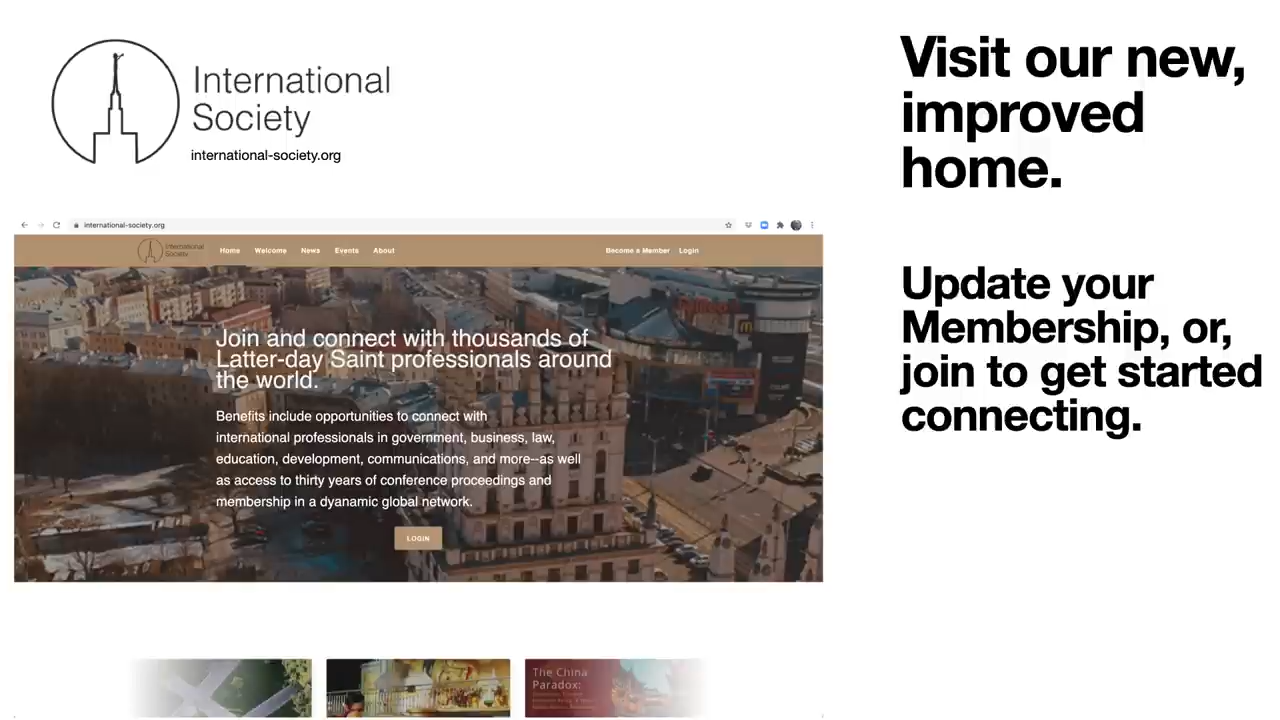 International
Society
international-society.org
Visit our new,
improved
home.
Update your
Membership, or,
join to get started
connecting.
international-society.org
International
Society
Home Welcome News Events About
Become a Member Login
Join and connect with thousands of
Latter-day Saint professionals around
the world.
Benefits include opportunities to connect with
international professionals in government, business, law,
education, development, communications, and more--as well
as access to thirty years of conference proceedings and
membership in a dyanamic global network.
LOGIN
The China
Paradox: